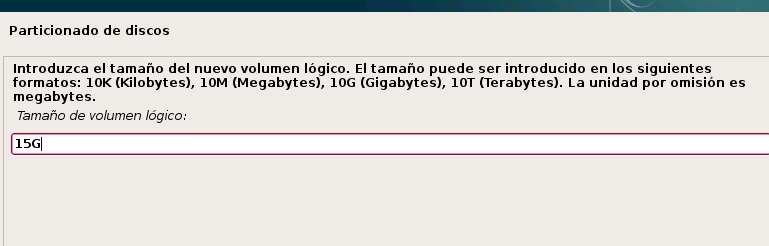 Particionado de discos
Introduzca el tamaño del nuevo volumen lógico. El tamaño puede ser introducido en los siguientes
formatos: 10K (Kilobytes), 10M (Megabytes), 10G (Gigabytes), 10T (Terabytes). La unidad por omisión es
megabytes.
Tamaño de volumen lógico:
15G